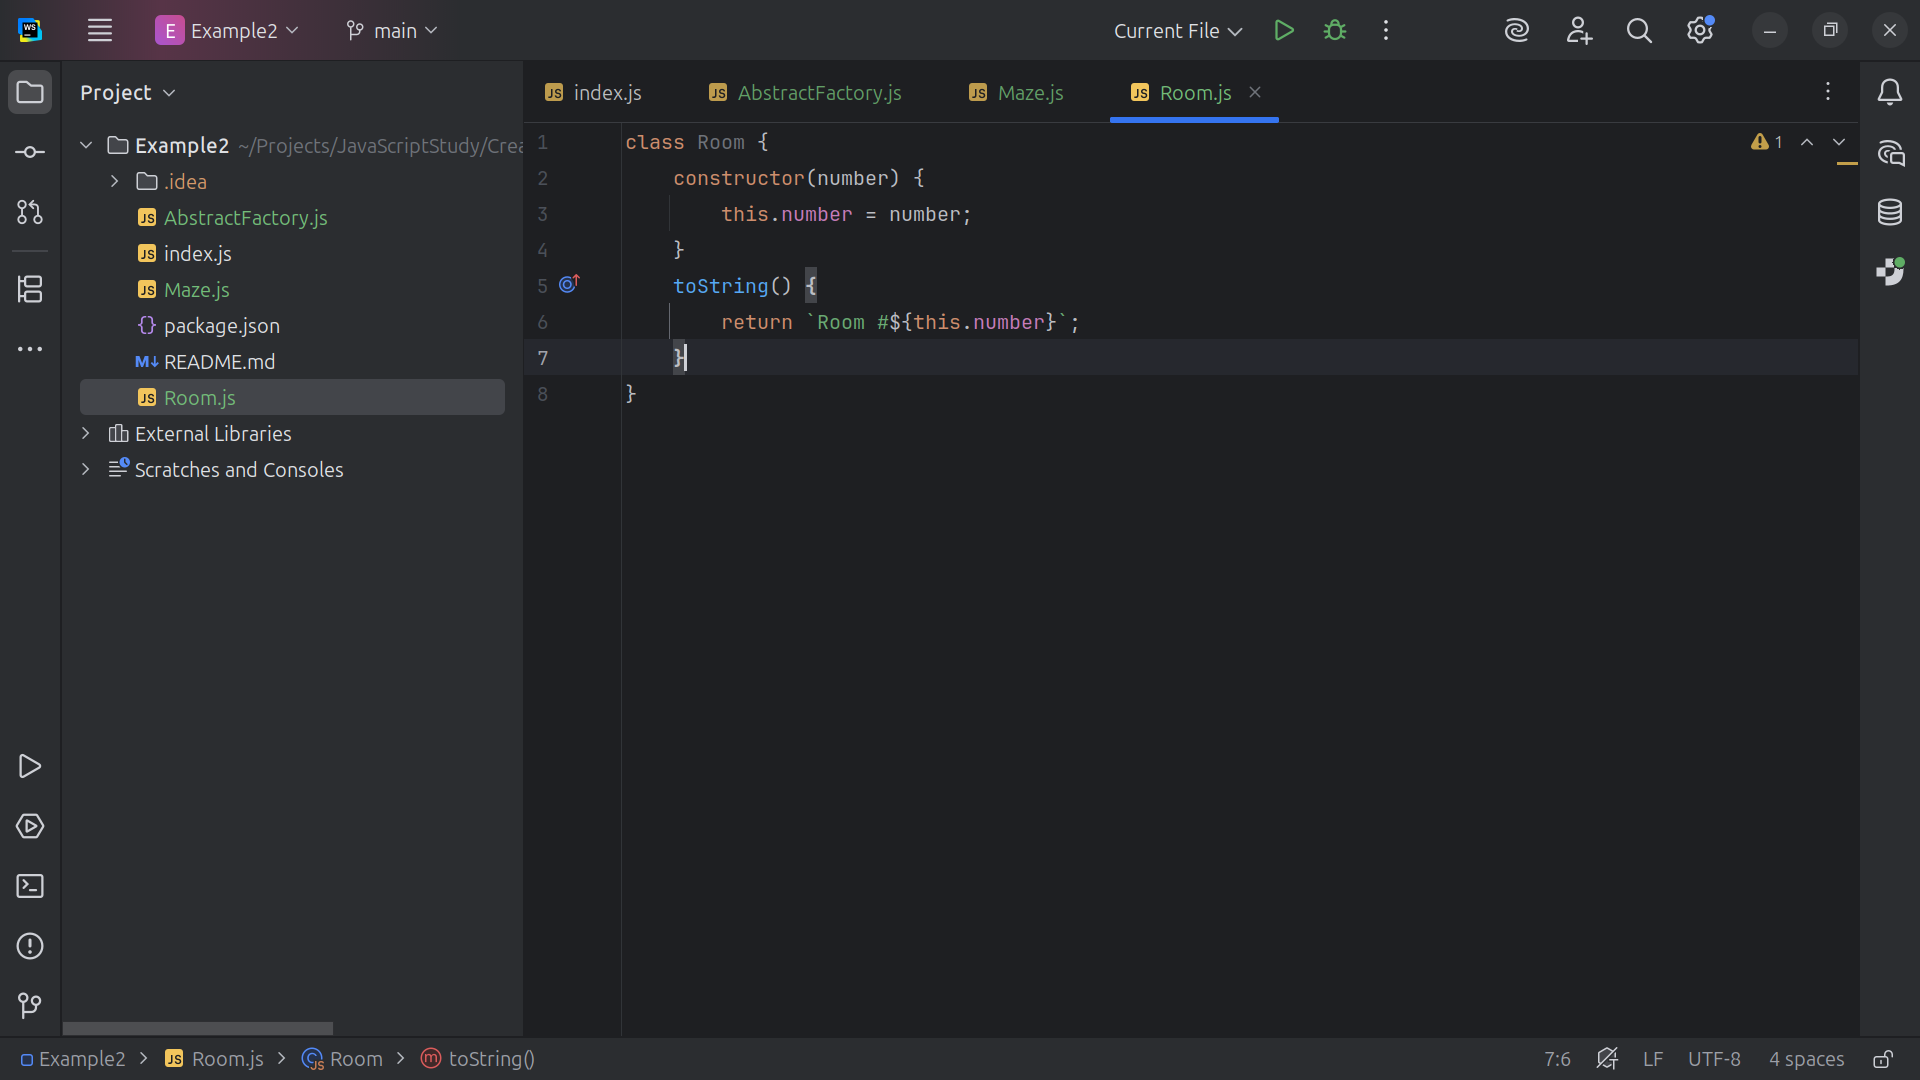 WS
E Example2
main
Current File
Project
Example2 ~/Projects/JavaScriptStudy/Crea
.idea
AbstractFactory.js
index.js
Maze.js
package.json
README.md
Room.js
External Libraries
Scratches and Consoles
index.js
AbstractFactory.js
Maze.js
Room.js
1 class Room {
2 constructor(number) {
3 this.number = number;
4 }
5 toString() {
6 return `Room #${this.number}`;
7 }
8 }
1
Example2 > Room.js > Room > toString()
7:6
LF
UTF-8
4 spaces